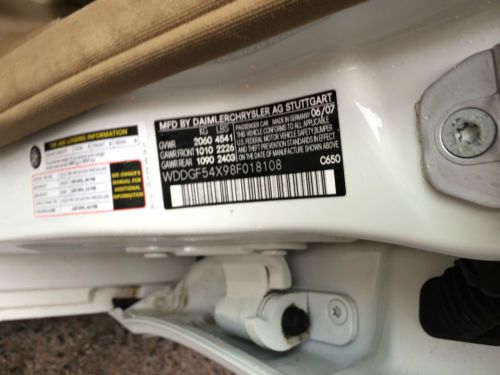 MFD BY DAIMLERCHRYSLER AG STUTTGART
KG LBS
GVWR 2060 4541
GAWR FRONT 1010 2226
GAWR REAR 1090 2403
PASSENGER CAR MADE IN GERMANY 06/07
THIS VEHICLE CONFORMS TO ALL APPLICABLE
U.S. FEDERAL MOTOR VEHICLE SAFETY BUMPER
AND THEFT PREVENTION STANDARDS IN EFFECT
ON THE DATE OF MANUFACTURE SHOWN ABOVE
WDDGF54X98F018108
C650
TIRE AND LOADING INFORMATION
SEE OWNER'S
MANUAL FOR
ADDITIONAL
INFORMATION